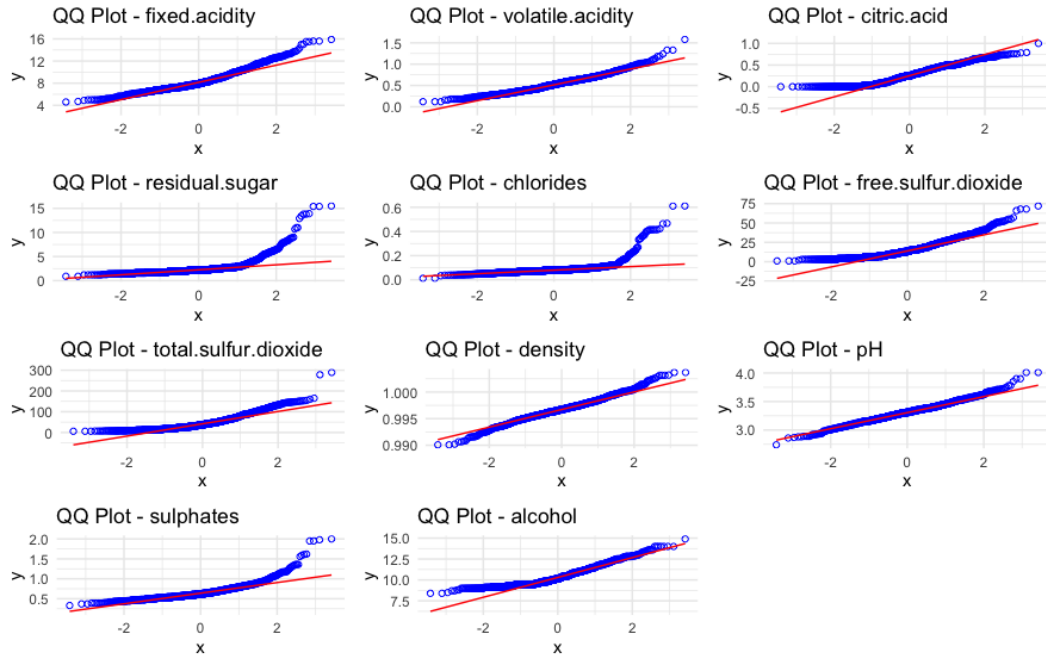 QQ Plot - fixed.acidity
16
12
8
4
y
-2 0 2
x
QQ Plot - volatile.acidity
1.5
1.0
0.5
0.0
y
-2 0 2
x
QQ Plot - citric.acid
1.0
0.5
0.0
-0.5
y
-2 0 2
x
QQ Plot - residual.sugar
15
10
5
0
y
-2 0 2
x
QQ Plot - chlorides
0.6
0.4
0.2
0.0
y
-2 0 2
x
QQ Plot - free.sulfur.dioxide
75
50
25
0
-25
y
-2 0 2
x
QQ Plot - total.sulfur.dioxide
300
200
100
0
y
-2 0 2
x
QQ Plot - density
1.000
0.995
0.990
y
-2 0 2
x
QQ Plot - pH
4.0
3.5
3.0
y
-2 0 2
x
QQ Plot - sulphates
2.0
1.5
1.0
0.5
y
-2 0 2
x
QQ Plot - alcohol
15.0
12.5
10.0
7.5
y
-2 0 2
x